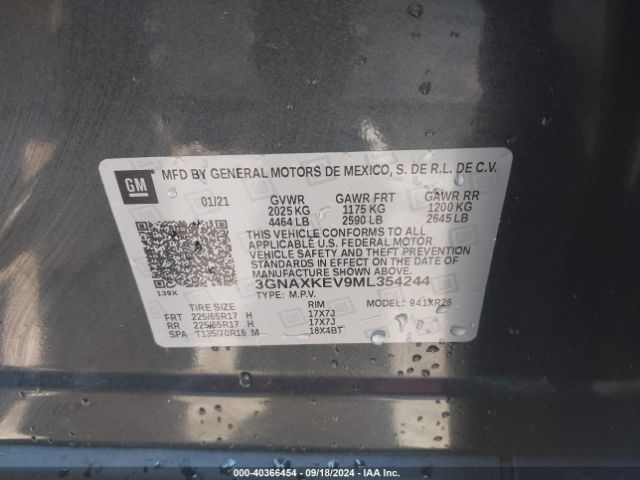 GM
MFD BY GENERAL MOTORS DE MEXICO, S. DE R.L. DE C.V.
01/21 GVWR GAWR FRT GAWR RR
2025 KG 1175 KG 1200 KG
4464 LB 2590 LB 2645 LB
THIS VEHICLE CONFORMS TO ALL
APPLICABLE U.S. FEDERAL MOTOR
VEHICLE SAFETY AND THEFT PREVENTION
STANDARDS IN EFFECT ON THE DATE OF
MANUFACTURE SHOWN ABOVE.
139X
3GNAXKEV9ML354244
TYPE: M.P.V. MODEL: 941XR26
TIRE SIZE RIM
FRT 225/65R17 H 17X7J
RR 225/65R17 H 17X7J
SPA T135/70R16 M 16X4BT
000-40366454 - 09/18/2024 - IAA Inc.